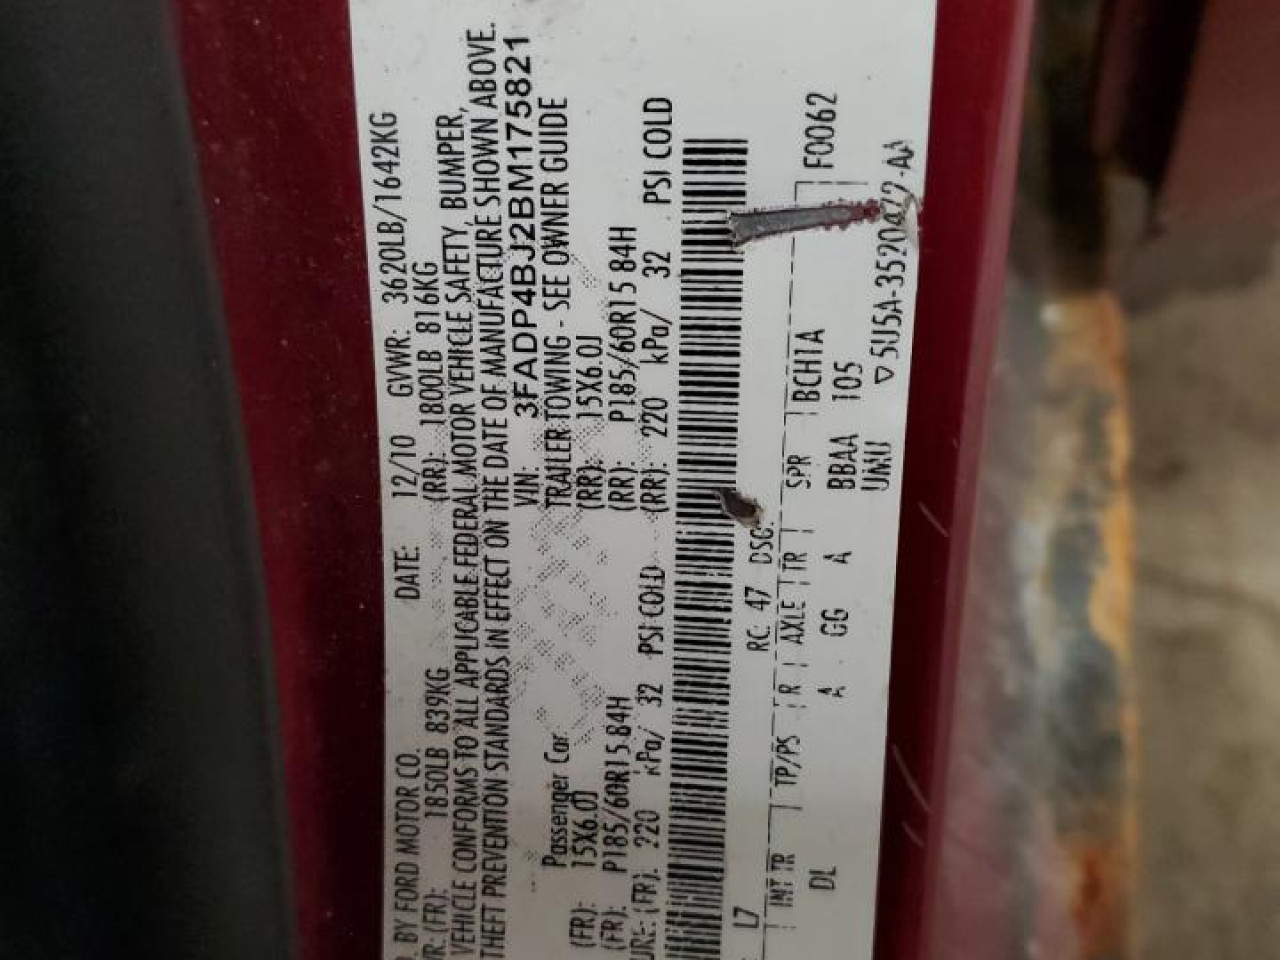 . BY FORD MOTOR CO. DATE: 12/10 GVWR: 3620LB/1642KG
VR: (FR): 1850LB 839KG (RR): 1800LB 816KG
VEHICLE CONFORMS TO ALL APPLICABLE FEDERAL MOTOR VEHICLE SAFETY, BUMPER,
THEFT PREVENTION STANDARDS IN EFFECT ON THE DATE OF MANUFACTURE SHOWN ABOVE.
VIN: 3FADP4BJ2BM175821
Passenger Car TRAILER TOWING - SEE OWNER GUIDE
(FR): 15X6.0J (RR): 15X6.0J
(FR): P185/60R15 84H (RR): P185/60R15 84H
URE: (FR): 220 kPa/ 32 PSI COLD (RR): 220 kPa/ 32 PSI COLD
L7 RC: 47 DSO: F0062
INT TR TP/PS R AXLE TR SPR BCH1A
DL A GG A BBAA 105
UMU ▽5U5A-3520472-AA